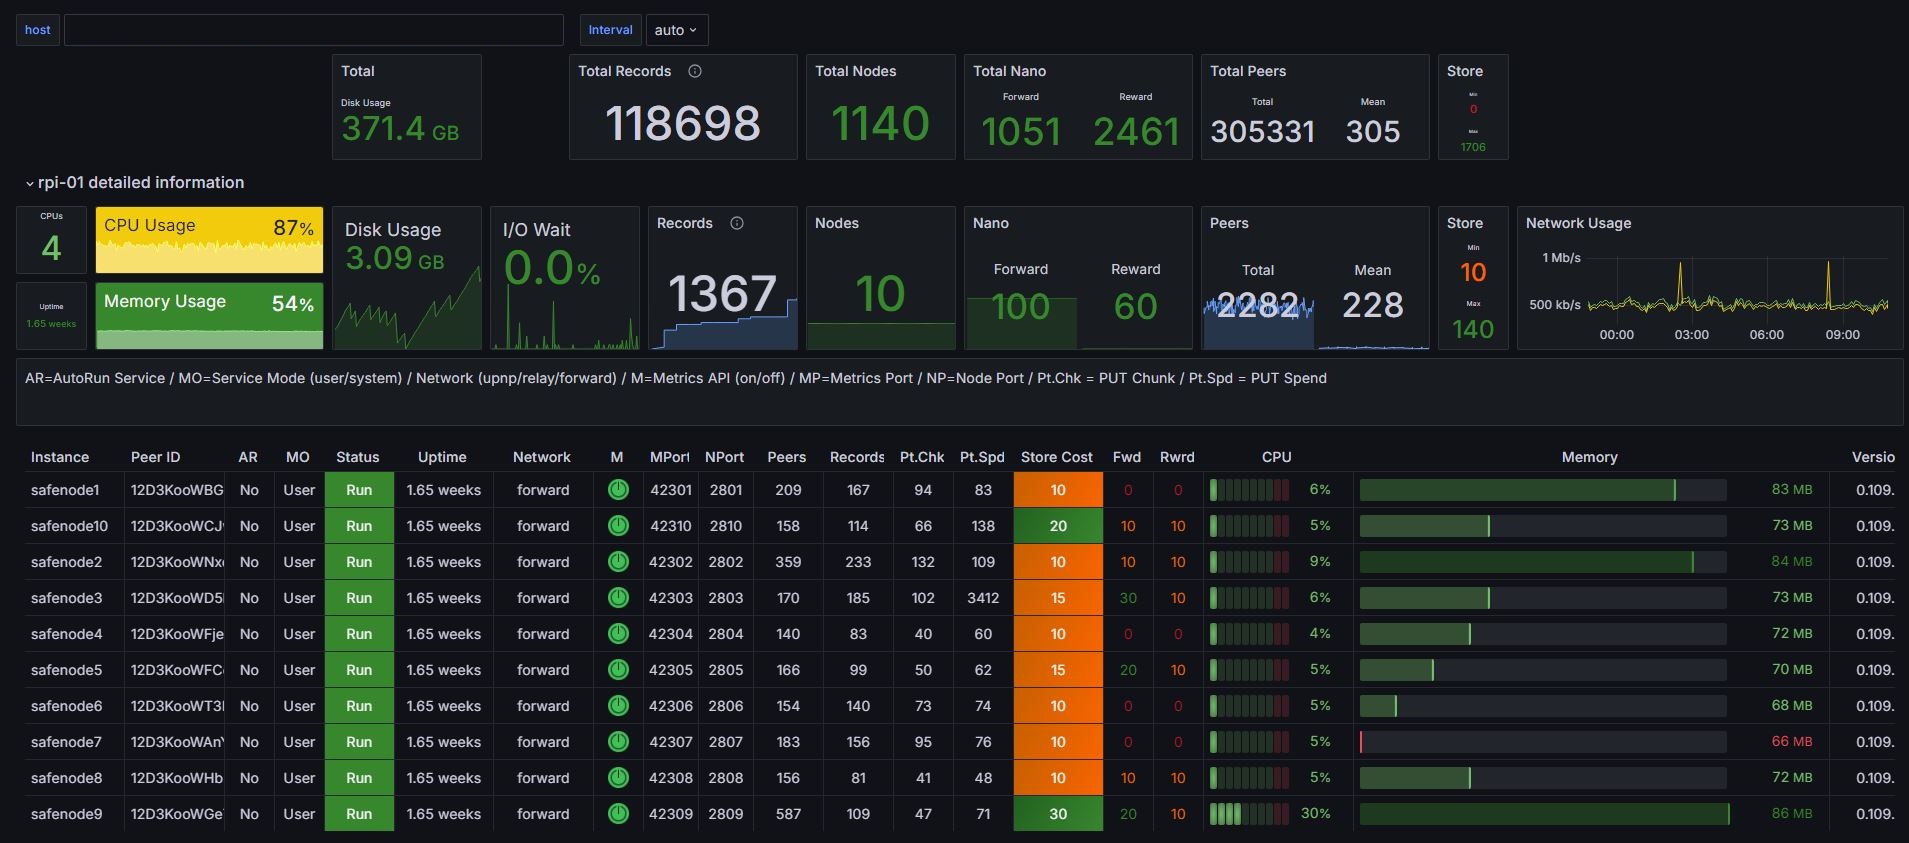 host
Interval auto
Total
Disk Usage
371.4 GB
Total Records
118698
Total Nodes
1140
Total Nano
Forward Reward
1051 2461
Total Peers
Total Mean
305331 305
Store
Min
0
Max
1706
rpi-01 detailed information
CPUs
4
Uptime
1.65 weeks
CPU Usage 87%
Memory Usage 54%
Disk Usage
3.09 GB
I/O Wait
0.0%
Records
1367
Nodes
10
Nano
Forward Reward
100 60
Peers
Total Mean
2282 228
Store
Min
10
Max
140
Network Usage
1 Mb/s
500 kb/s
00:00 03:00 06:00 09:00
AR=AutoRun Service / MO=Service Mode (user/system) / Network (upnp/relay/forward) / M=Metrics API (on/off) / MP=Metrics Port / NP=Node Port / Pt.Chk = PUT Chunk / Pt.Spd = PUT Spend
Instance Peer ID AR MO Status Uptime Network M MPort NPort Peers Records Pt.Chk Pt.Spd Store Cost Fwd Rwrd CPU Memory Versio
safenode1 12D3KooWBG No User Run 1.65 weeks forward 42301 2801 209 167 94 83 10 0 0 6% 83 MB 0.109.
safenode10 12D3KooWCJ No User Run 1.65 weeks forward 42310 2810 158 114 66 138 20 10 10 5% 73 MB 0.109.
safenode2 12D3KooWNx No User Run 1.65 weeks forward 42302 2802 359 233 132 109 10 10 10 9% 84 MB 0.109.
safenode3 12D3KooWD5 No User Run 1.65 weeks forward 42303 2803 170 185 102 3412 15 30 10 6% 73 MB 0.109.
safenode4 12D3KooWFje No User Run 1.65 weeks forward 42304 2804 140 83 40 60 10 0 0 4% 72 MB 0.109.
safenode5 12D3KooWFC No User Run 1.65 weeks forward 42305 2805 166 99 50 62 15 20 10 5% 70 MB 0.109.
safenode6 12D3KooWT3 No User Run 1.65 weeks forward 42306 2806 154 140 73 74 10 0 0 5% 68 MB 0.109.
safenode7 12D3KooWAn No User Run 1.65 weeks forward 42307 2807 183 156 95 76 10 0 0 5% 66 MB 0.109.
safenode8 12D3KooWHb No User Run 1.65 weeks forward 42308 2808 156 81 41 48 10 10 10 5% 72 MB 0.109.
safenode9 12D3KooWGe No User Run 1.65 weeks forward 42309 2809 587 109 47 71 30 20 10 30% 86 MB 0.109.